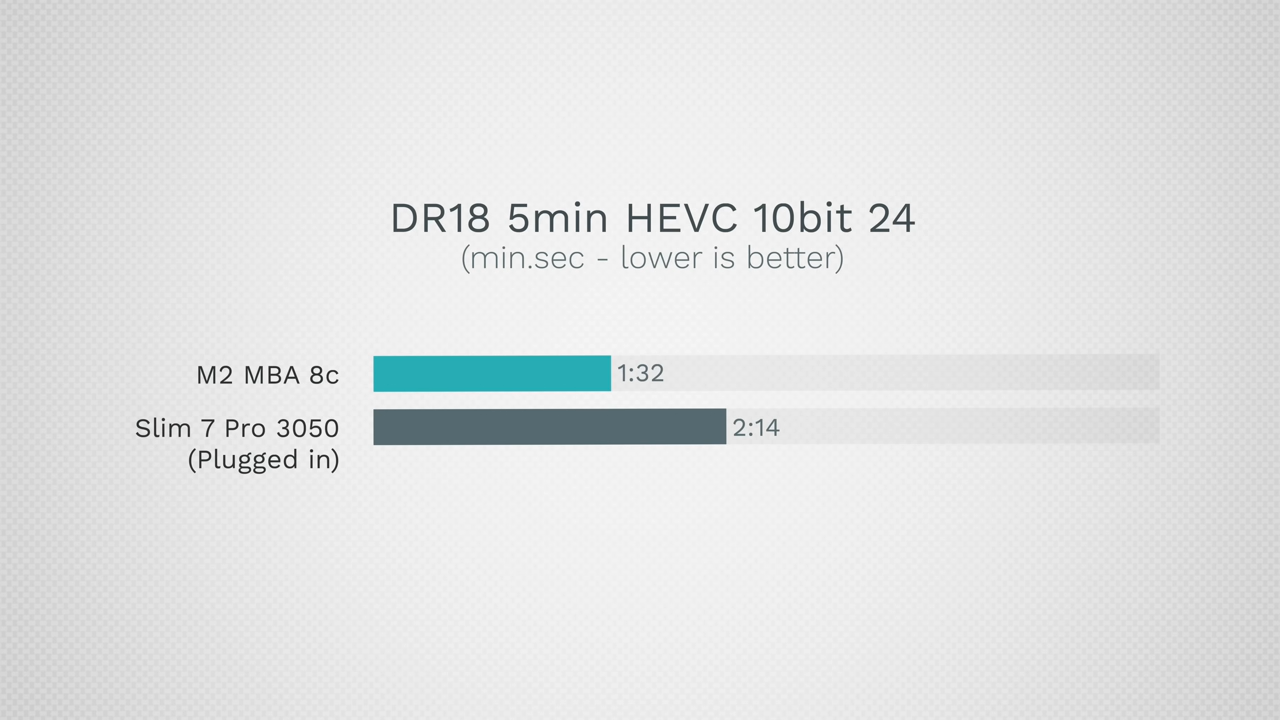 DR18 5min HEVC 10bit 24
(min.sec - lower is better)
M2 MBA 8c 1:32
Slim 7 Pro 3050 2:14
(Plugged in)